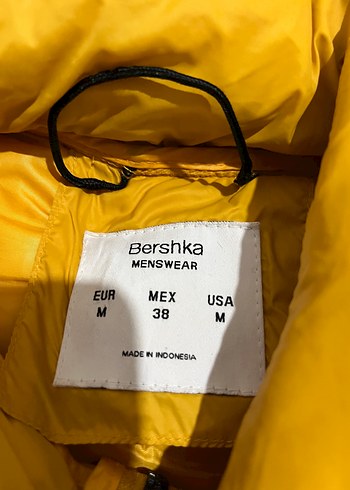 Bershka
MENSWEAR
EUR MEX USA
M 38 M
MADE IN INDONESIA